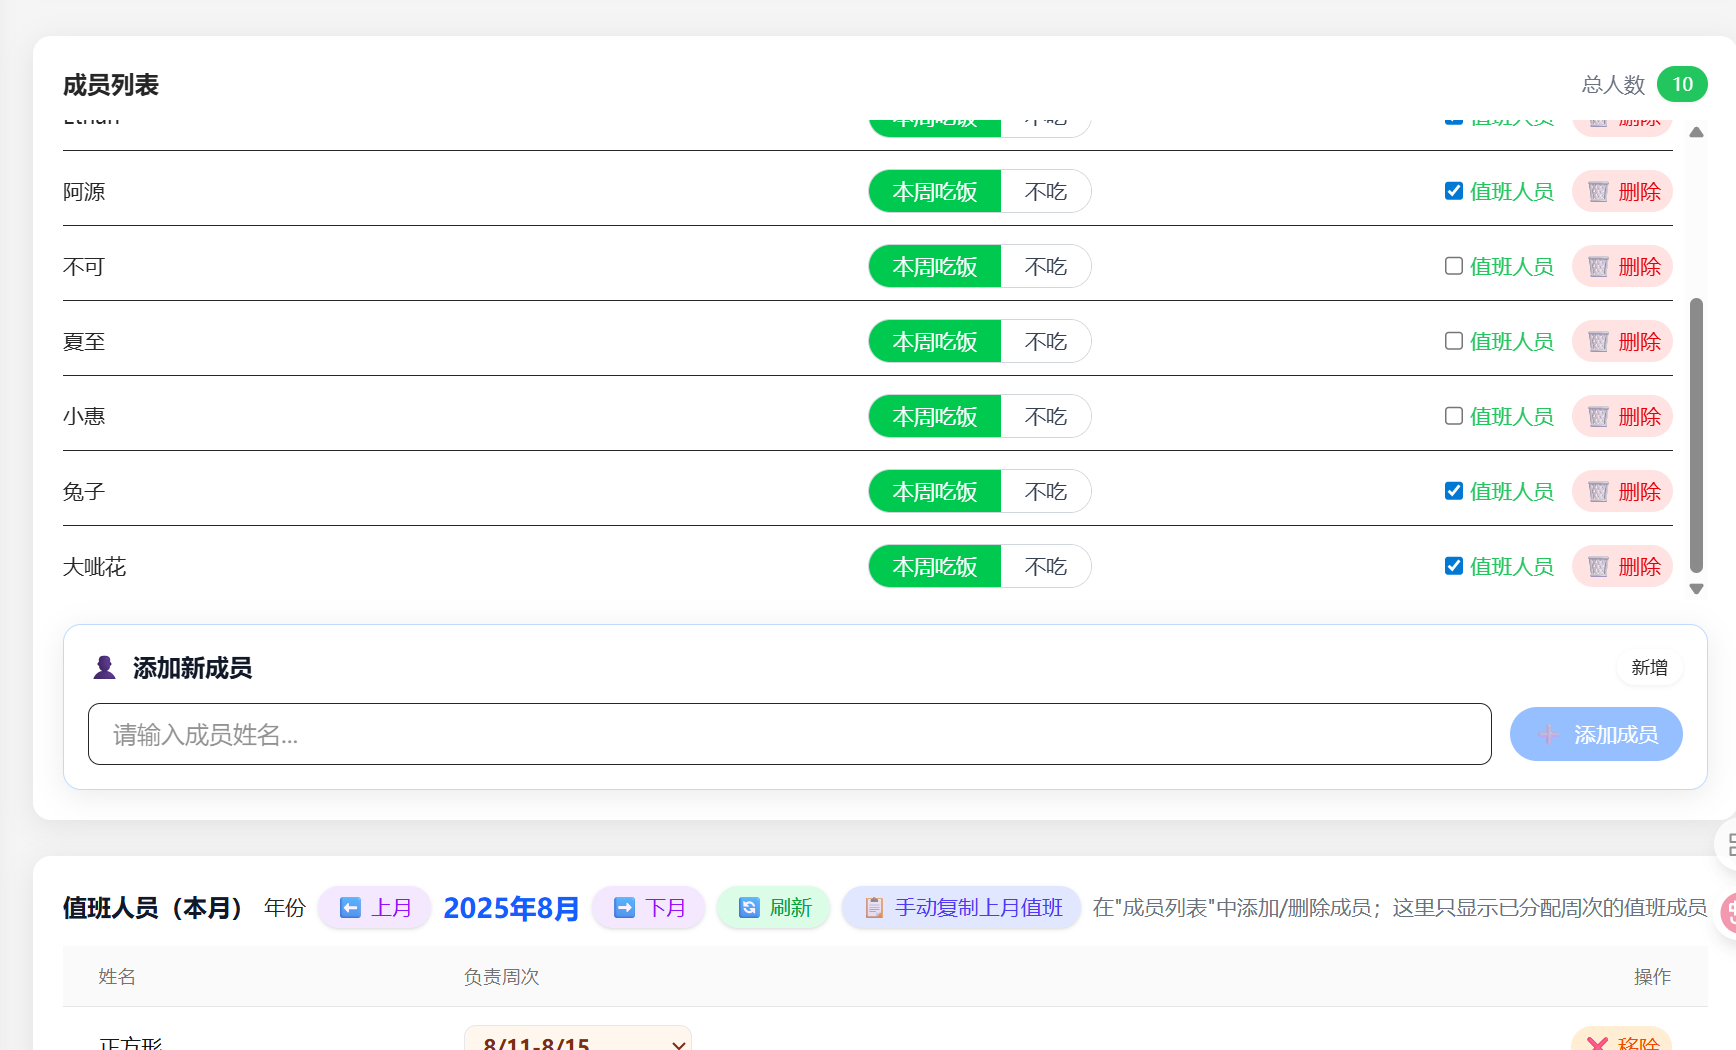 成员列表
总人数 10
阿源 本周吃饭 不吃 值班人员 删除
不可 本周吃饭 不吃 值班人员 删除
夏至 本周吃饭 不吃 值班人员 删除
小惠 本周吃饭 不吃 值班人员 删除
兔子 本周吃饭 不吃 值班人员 删除
大呲花 本周吃饭 不吃 值班人员 删除
添加新成员 新增
请输入成员姓名... 添加成员
值班人员（本月） 年份 上月 2025年8月 下月 刷新 手动复制上月值班 在"成员列表"中添加/删除成员；这里只显示已分配周次的值班成员
姓名 负责周次 操作
正方形 8/11-8/15 移除